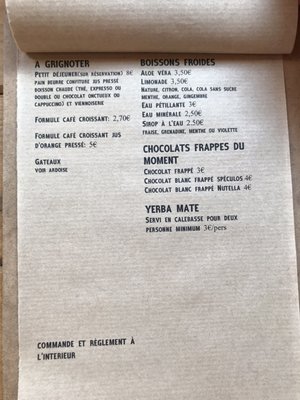 A GRIGNOTER
PETIT DÉJEUNER(SUR RÉSERVATION) 8€
PAIN BEURRE CONFITURE JUS PRESSÉ
BOISSON CHAUDE (THÉ, EXPRESSO OU
DOUBLE OU CHOCOLAT ONCTUEUX OU
CAPPUCCINO) ET VIENNOISERIE
FORMULE CAFÉ CROISSANT: 2,70€
FORMULE CAFÉ CROISSANT JUS
D'ORANGE PRESSÉ: 5€
GATEAUX
VOIR ARDOISE
BOISSONS FROIDES
ALOE VÉRA 3,50€
LIMONADE 3,50€
NATURE, CITRON, COLA, COLA SANS SUCRE
MENTHE, ORANGE, GINGEMBRE
EAU PÉTILLANTE 3€
EAU MINÉRALE 2,50€
SIROP À L'EAU 2.50€
FRAISE, GRENADINE, MENTHE OU VIOLETTE
CHOCOLATS FRAPPES DU
MOMENT
CHOCOLAT FRAPPÉ 3€
CHOCOLAT BLANC FRAPPÉ SPÉCULOS 4€
CHOCOLAT BLANC FRAPPÉ NUTELLA 4€
YERBA MATE
SERVI EN CALEBASSE POUR DEUX
PERSONNE MINIMUM 3€/pers
COMMANDE ET RÈGLEMENT À
L'INTERIEUR